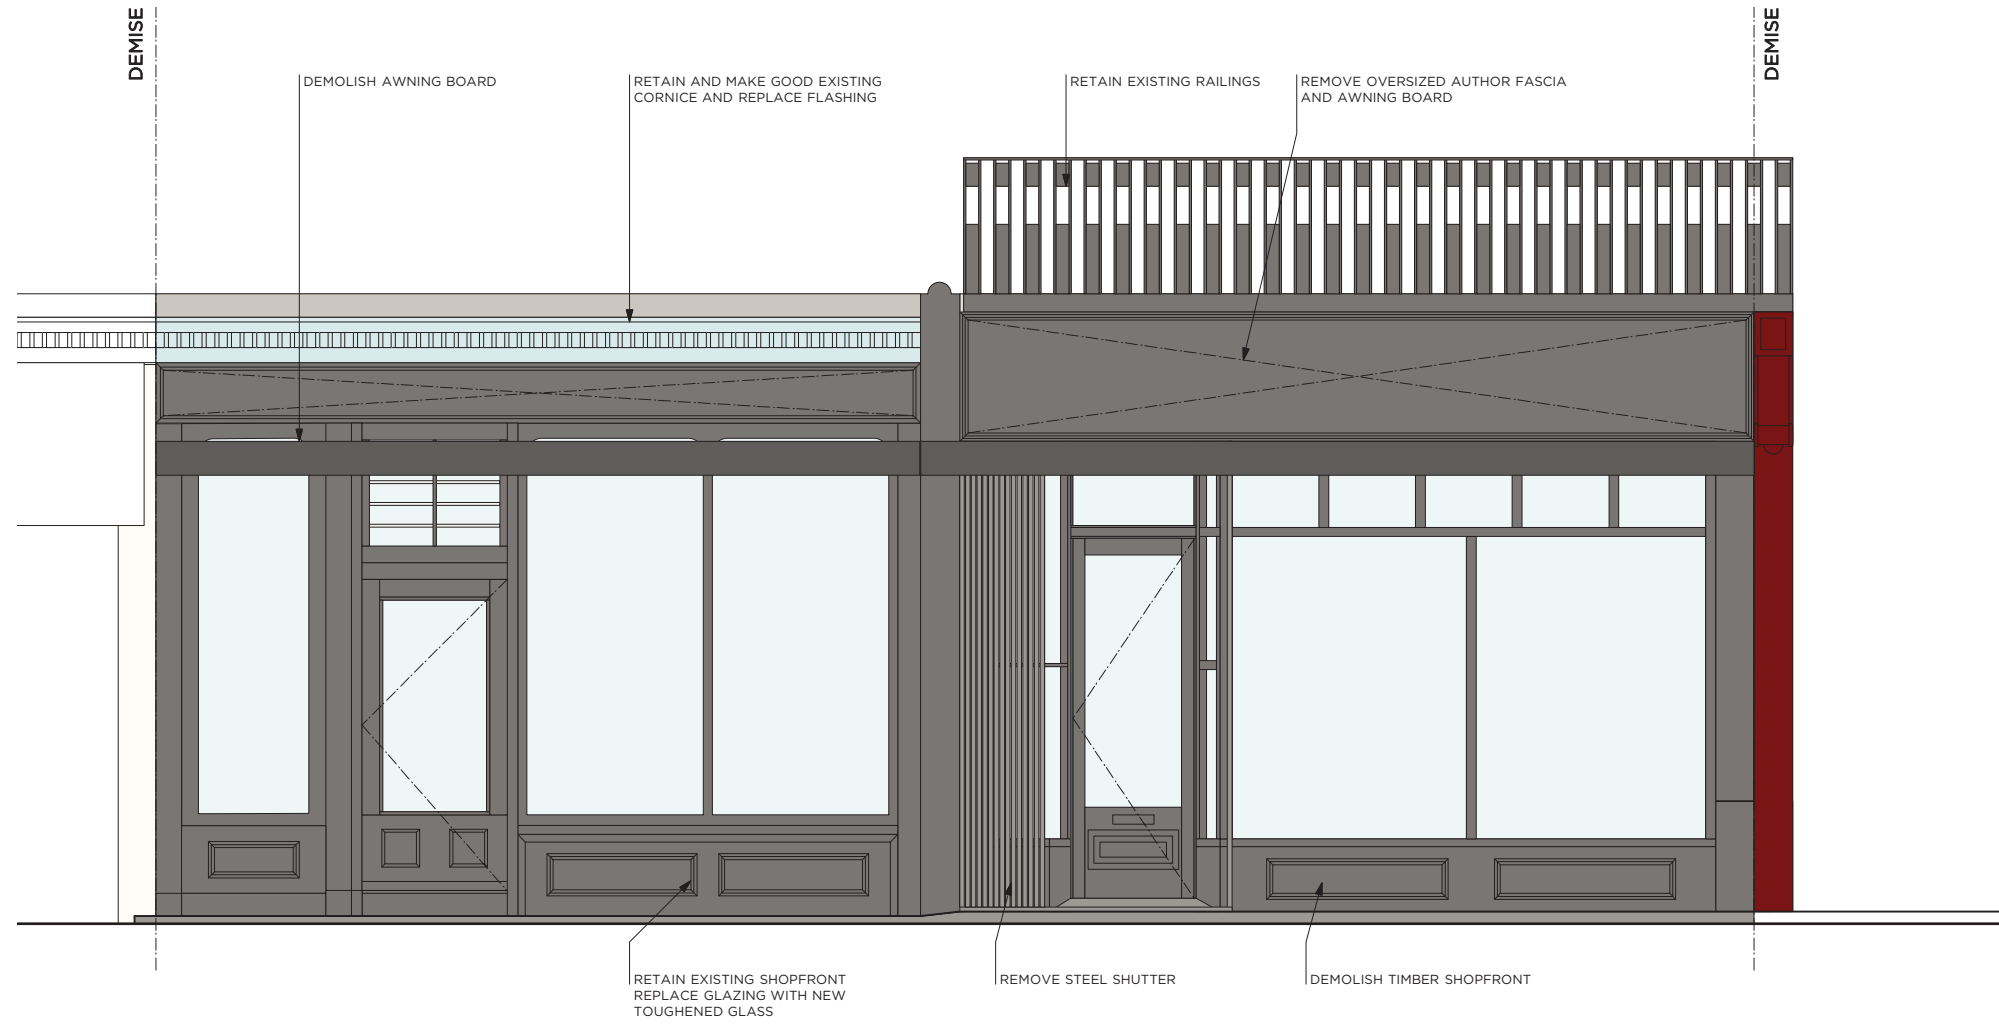 DEMISE
DEMISE
DEMOLISH AWNING BOARD
RETAIN AND MAKE GOOD EXISTING
CORNICE AND REPLACE FLASHING
RETAIN EXISTING RAILINGS
REMOVE OVERSIZED AUTHOR FASCIA
AND AWNING BOARD
RETAIN EXISTING SHOPFRONT
REPLACE GLAZING WITH NEW
TOUGHENED GLASS
REMOVE STEEL SHUTTER
DEMOLISH TIMBER SHOPFRONT